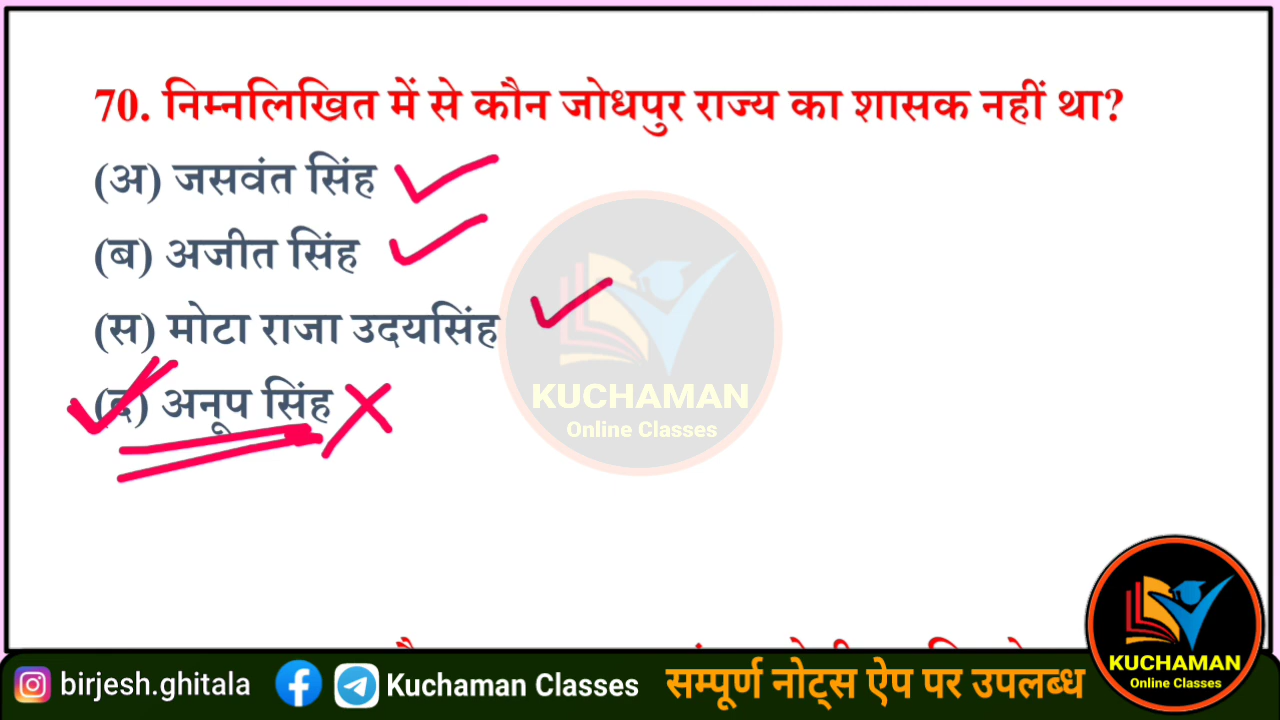 70. निम्नलिखित में से कौन जोधपुर राज्य का शासक नहीं था?
(अ) जसवंत सिंह
(ब) अजीत सिंह
(स) मोटा राजा उदयसिंह
(द) अनूप सिंह
KUCHAMAN
Online Classes
birjesh.ghitala
Kuchaman Classes
सम्पूर्ण नोट्स ऐप पर उपलब्ध
KUCHAMAN
Online Classes